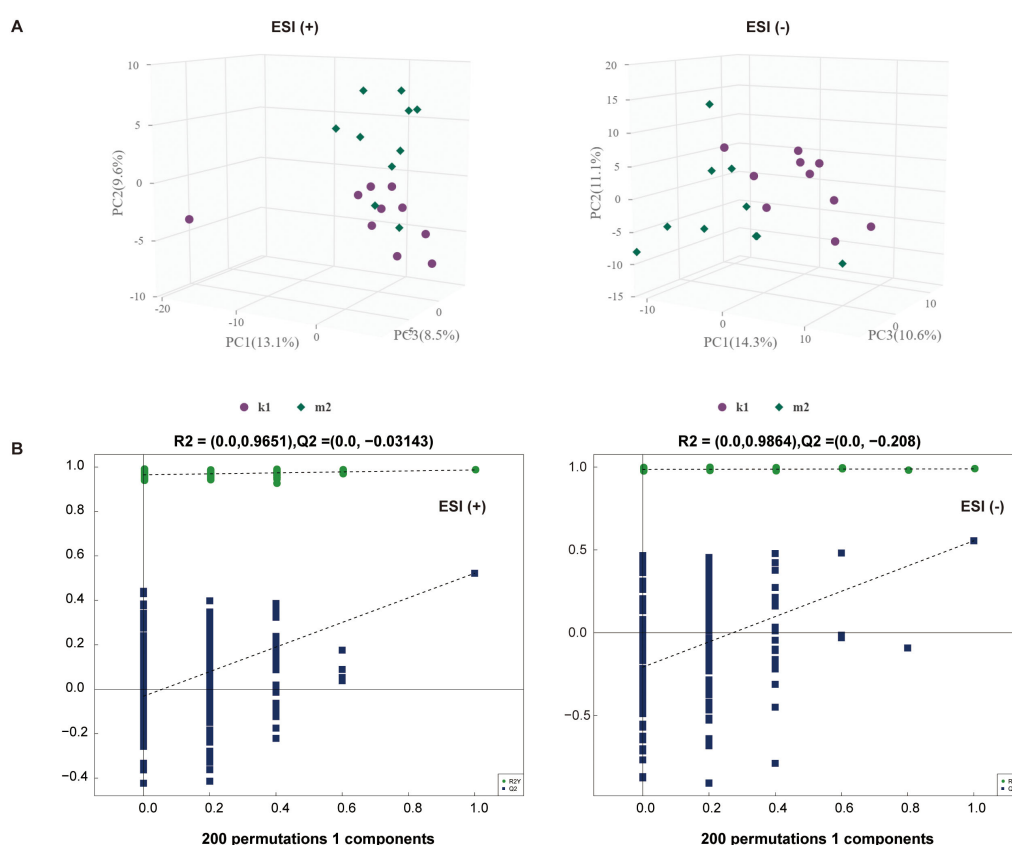 A
ESI (+)
ESI (-)
10
5
0
-5
-10
PC2(9.6%)
-20
-10
0
PC1(13.1%)
-5
0
PC3(8.5%)
20
15
10
5
0
-5
-10
-15
PC2(11.1%)
-10
0
10
PC1(14.3%)
0
10
PC3(10.6%)
k1 m2
k1 m2
B
R2 = (0.0,0.9651),Q2 =(0.0, −0.03143)
1.0
0.8
0.6
0.4
0.2
0.0
−0.2
−0.4
ESI (+)
R2Y
Q2
0.0 0.2 0.4 0.6 0.8 1.0
200 permutations 1 components
R2 = (0.0,0.9864),Q2 =(0.0, −0.208)
1.0
0.5
0.0
−0.5
ESI (-)
Q2
0.0 0.2 0.4 0.6 0.8 1.0
200 permutations 1 components